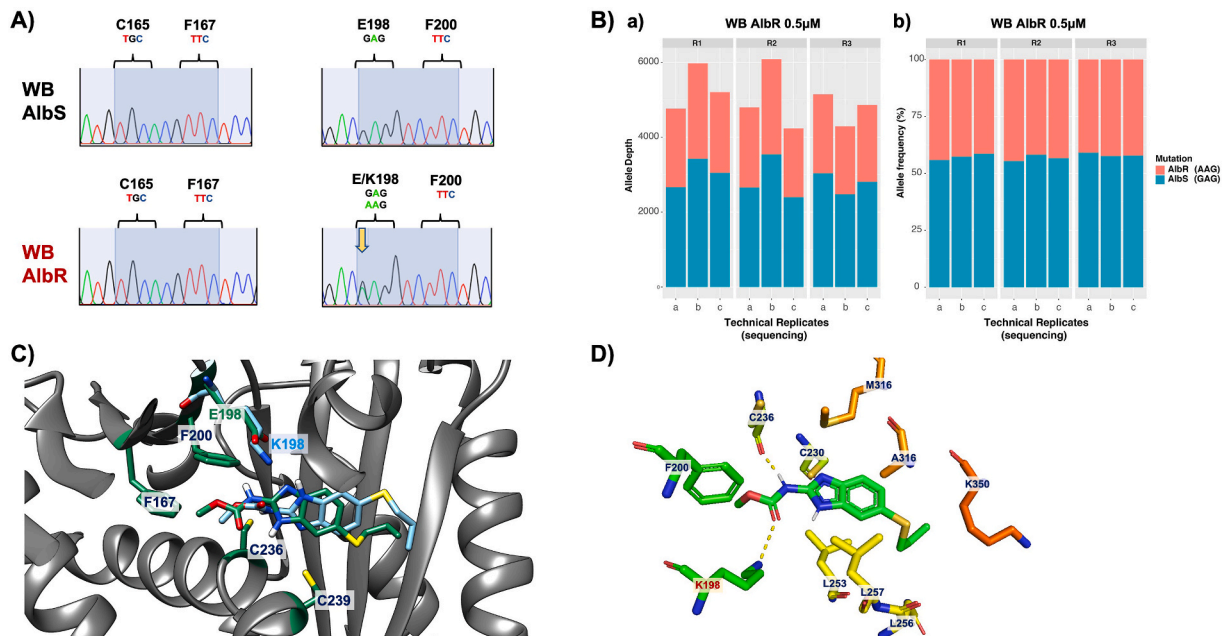 A)
C165 F167
TGC TTC
E198 F200
GAG TTC
WB
AlbS
C165 F167
TGC TTC
E/K198 F200
GAG TTC
AAG
WB
AlbR
B) a) WB AlbR 0.5µM
R1 R2 R3
Allele Depth
6000
4000
2000
0
a b c a b c a b c
Technical Replicates
(sequencing)
b) WB AlbR 0.5µM
R1 R2 R3
Allele frequency (%)
100
75
50
25
0
a b c a b c a b c
Technical Replicates
(sequencing)
Mutation
AlbR (AAG)
AlbS (GAG)
C)
E198
F200
K198
F167
C236
C239
D)
M316
C236
C230
A316
F200
K350
K198
L253
L257
L256